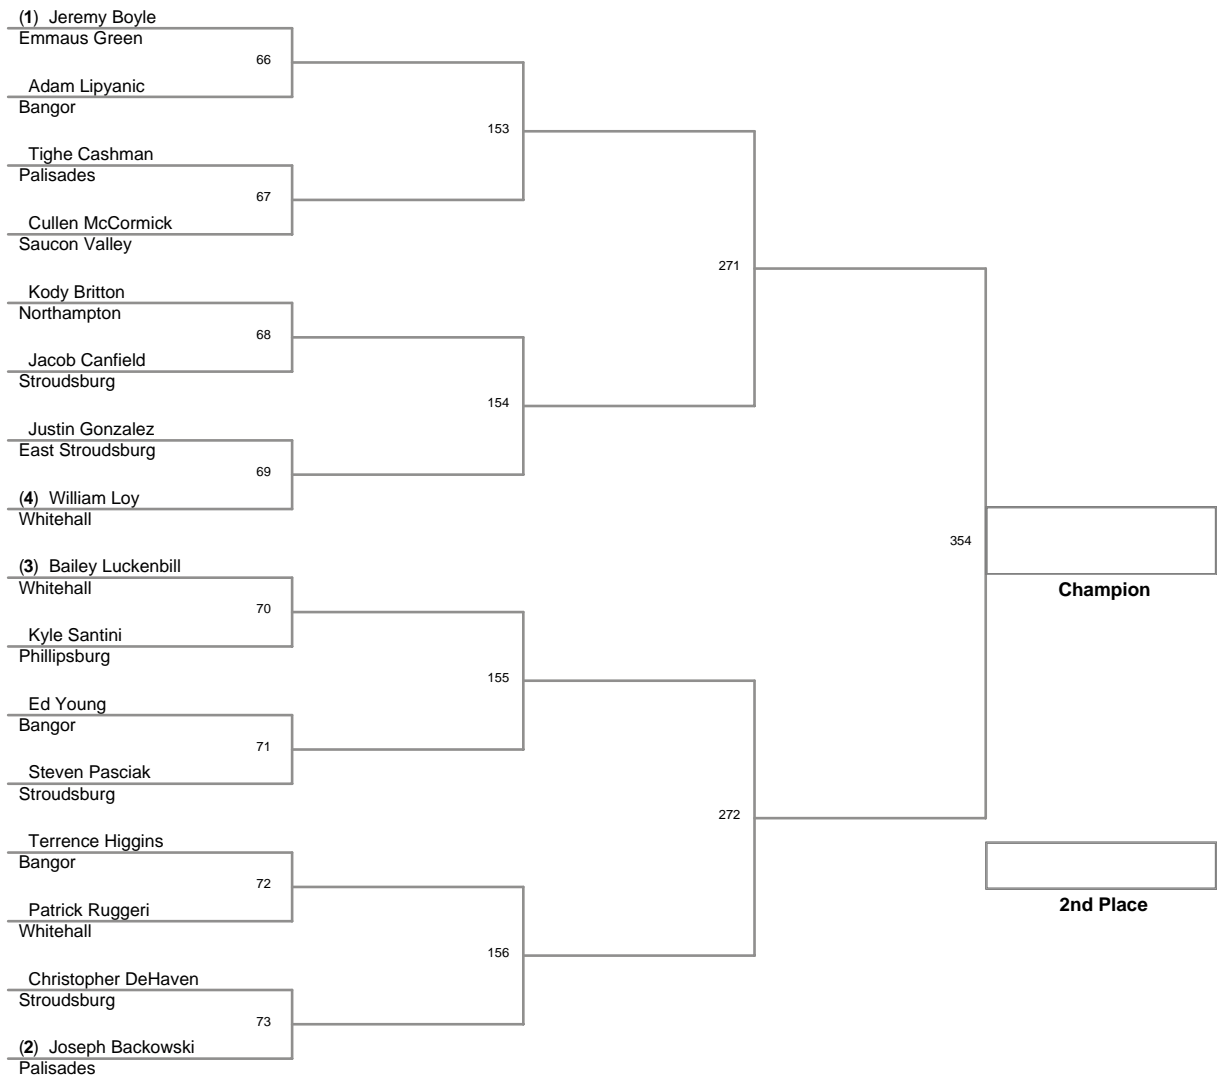 (1) Jeremy Boyle
Emmaus Green
66
Adam Lipyanic
Bangor
153
Tighe Cashman
Palisades
67
Cullen McCormick
Saucon Valley
271
Kody Britton
Northampton
68
Jacob Canfield
Stroudsburg
154
Justin Gonzalez
East Stroudsburg
69
(4) William Loy
Whitehall
354
Champion
(3) Bailey Luckenbill
Whitehall
70
Kyle Santini
Phillipsburg
155
Ed Young
Bangor
71
Steven Pasciak
Stroudsburg
272
Terrence Higgins
Bangor
72
Patrick Ruggeri
Whitehall
2nd Place
156
Christopher DeHaven
Stroudsburg
73
(2) Joseph Backowski
Palisades